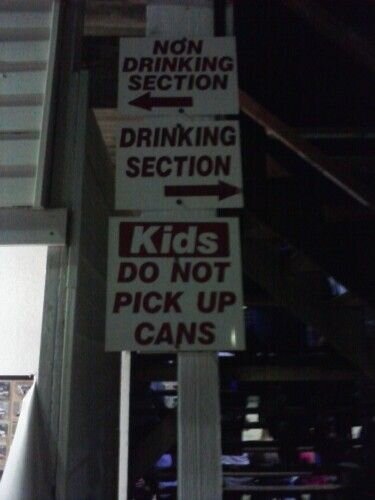 NON
DRINKING
SECTION
DRINKING
SECTION
Kids
DO NOT
PICK UP
CANS